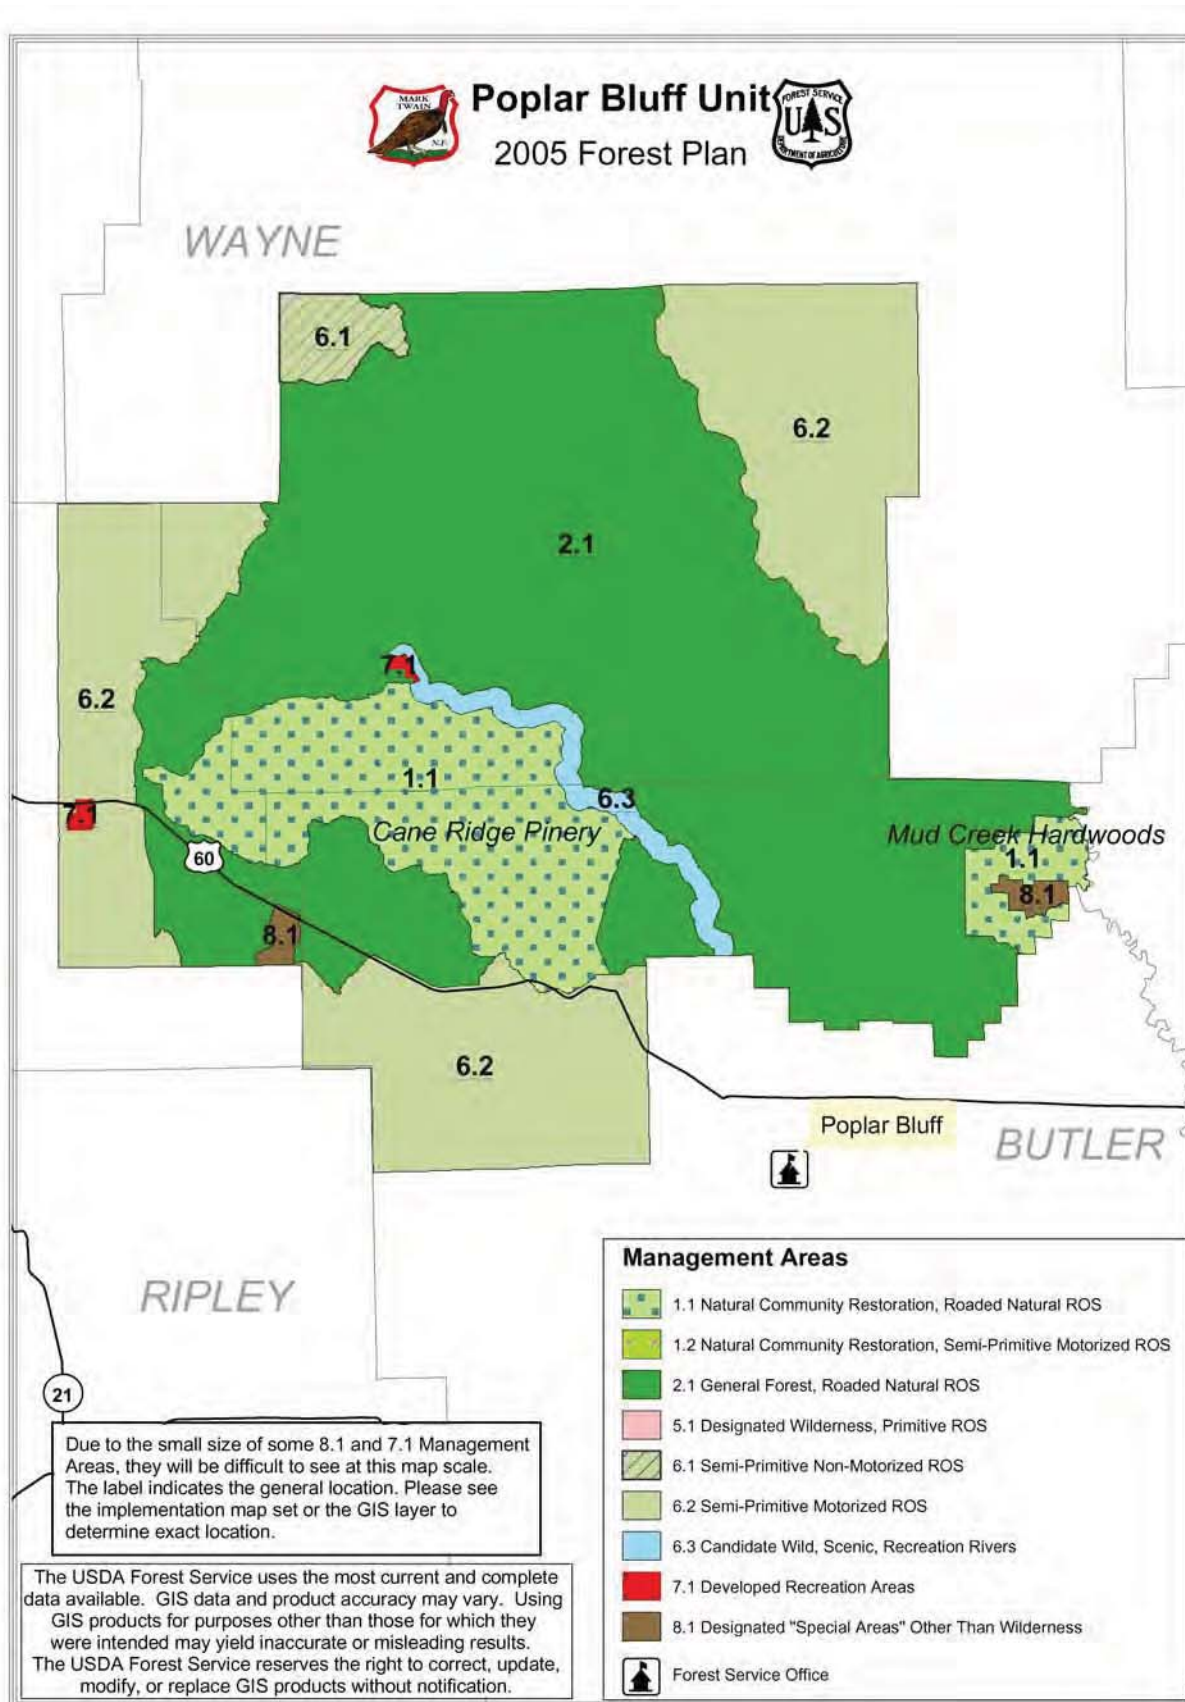 MARK
TWAIN
N.F.
Poplar Bluff Unit
2005 Forest Plan
FOREST SERVICE
U S
DEPARTMENT OF AGRICULTURE
WAYNE
6.1
6.2
2.1
7.1
6.2
1.1
6.3
7.1
Cane Ridge Pinery
Mud Creek Hardwoods
1.1
60
8.1
8.1
6.2
Poplar Bluff
BUTLER
RIPLEY
21
Management Areas
1.1 Natural Community Restoration, Roaded Natural ROS
1.2 Natural Community Restoration, Semi-Primitive Motorized ROS
2.1 General Forest, Roaded Natural ROS
5.1 Designated Wilderness, Primitive ROS
6.1 Semi-Primitive Non-Motorized ROS
6.2 Semi-Primitive Motorized ROS
6.3 Candidate Wild, Scenic, Recreation Rivers
7.1 Developed Recreation Areas
8.1 Designated "Special Areas" Other Than Wilderness
Forest Service Office
Due to the small size of some 8.1 and 7.1 Management
Areas, they will be difficult to see at this map scale.
The label indicates the general location. Please see
the implementation map set or the GIS layer to
determine exact location.
The USDA Forest Service uses the most current and complete
data available. GIS data and product accuracy may vary. Using
GIS products for purposes other than those for which they
were intended may yield inaccurate or misleading results.
The USDA Forest Service reserves the right to correct, update,
modify, or replace GIS products without notification.